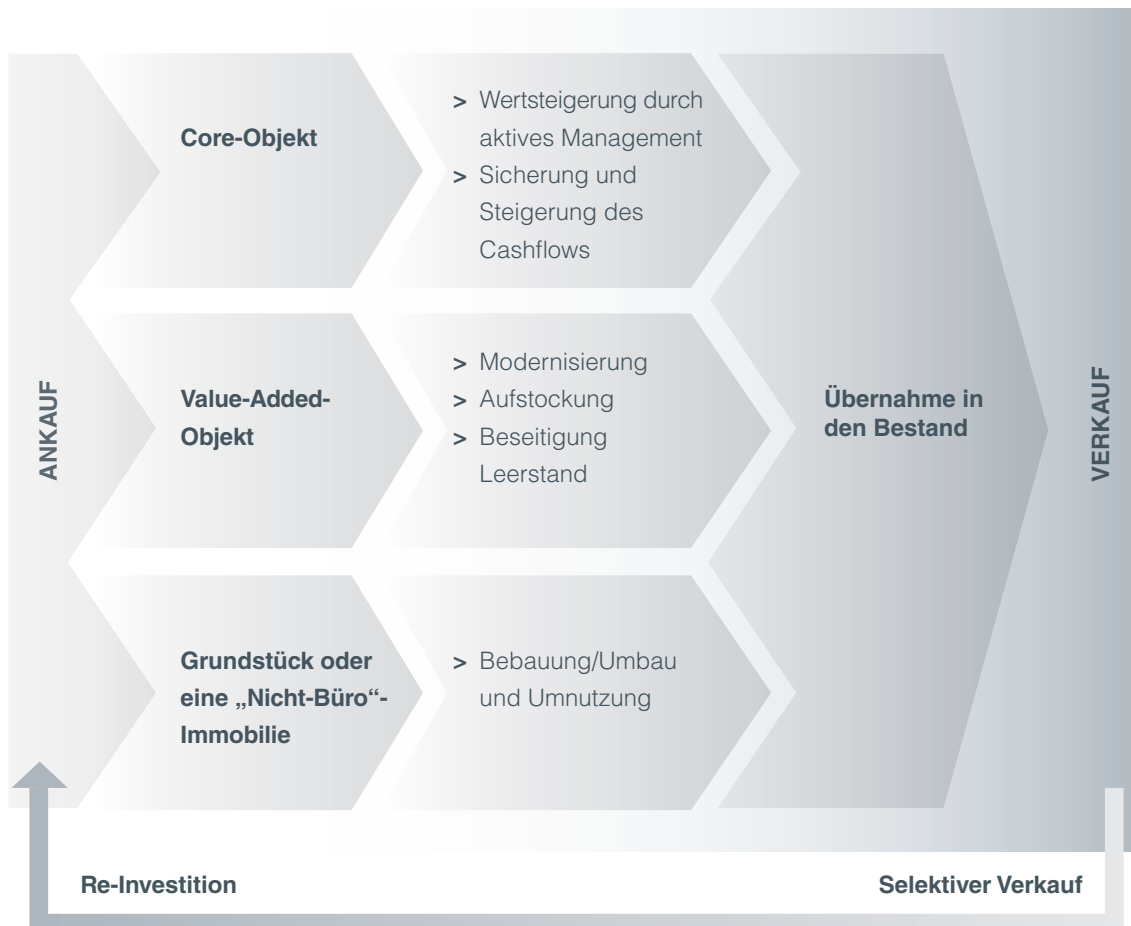 ANKAUF
Core-Objekt
> Wertsteigerung durch
aktives Management
> Sicherung und
Steigerung des
Cashflows
Value-Added-
Objekt
> Modernisierung
> Aufstockung
> Beseitigung
Leerstand
Grundstück oder
eine „Nicht-Büro“-
Immobilie
> Bebauung/Umbau
und Umnutzung
Übernahme in
den Bestand
VERKAUF
Re-Investition
Selektiver Verkauf